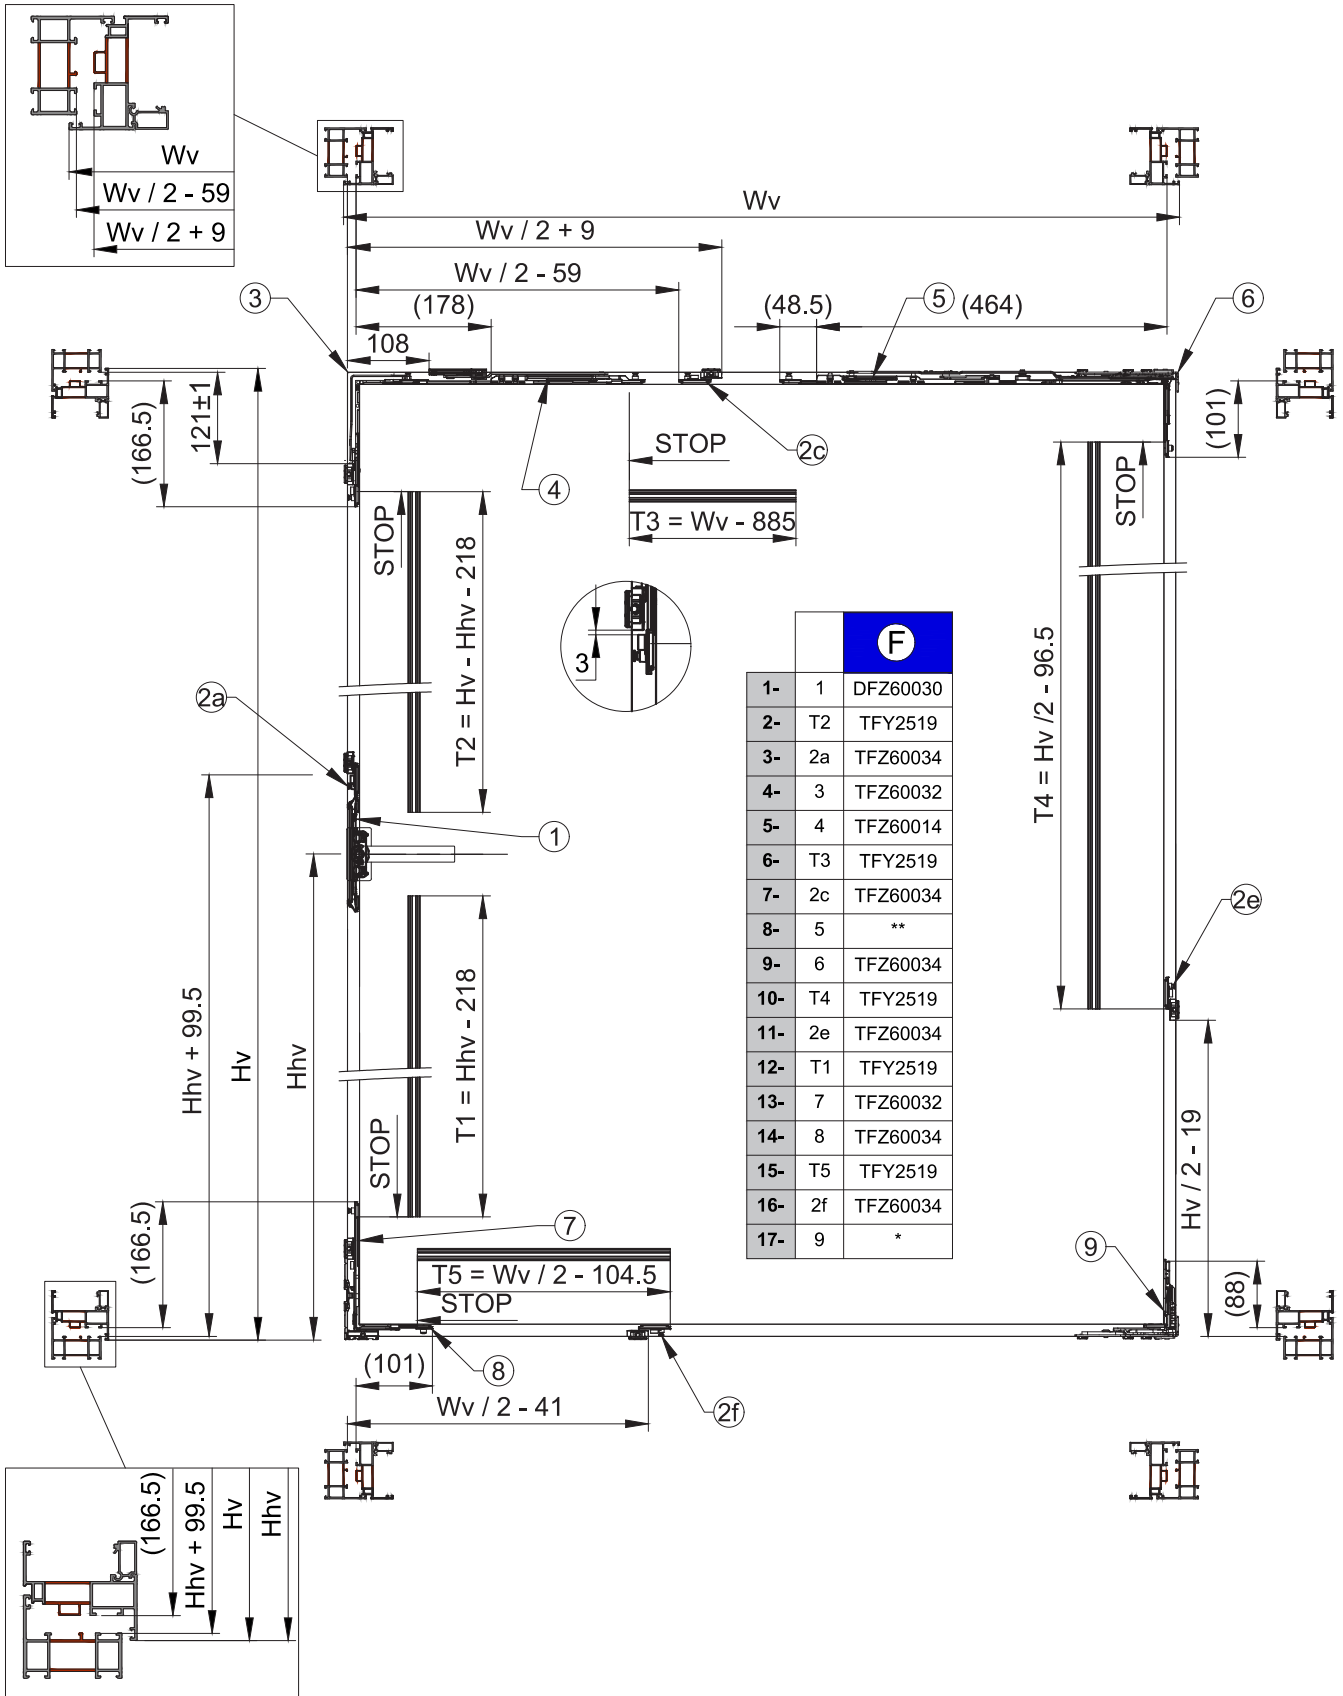 Wv
Wv / 2 - 59
Wv / 2 + 9
Wv
Wv / 2 + 9
Wv / 2 - 59
3
(178)
(48.5)
5
(464)
6
108
121±1
(166.5)
(101)
STOP
2c
4
T3 = Wv - 885
STOP
STOP
T2 = Hv - Hhv - 218
3
T4 = Hv /2 - 96.5
2a
1
F
1- 1 DFZ60030
2- T2 TFY2519
3- 2a TFZ60034
4- 3 TFZ60032
5- 4 TFZ60014
6- T3 TFY2519
7- 2c TFZ60034
8- 5 **
9- 6 TFZ60034
10- T4 TFY2519
11- 2e TFZ60034
12- T1 TFY2519
13- 7 TFZ60032
14- 8 TFZ60034
15- T5 TFY2519
16- 2f TFZ60034
17- 9 *
2e
Hhv + 99.5
Hv
Hhv
T1 = Hhv - 218
STOP
Hv / 2 - 19
(166.5)
7
9
T5 = Wv / 2 - 104.5
STOP
(88)
(101)
8
Wv / 2 - 41
2f
(166.5)
Hhv + 99.5
Hv
Hhv